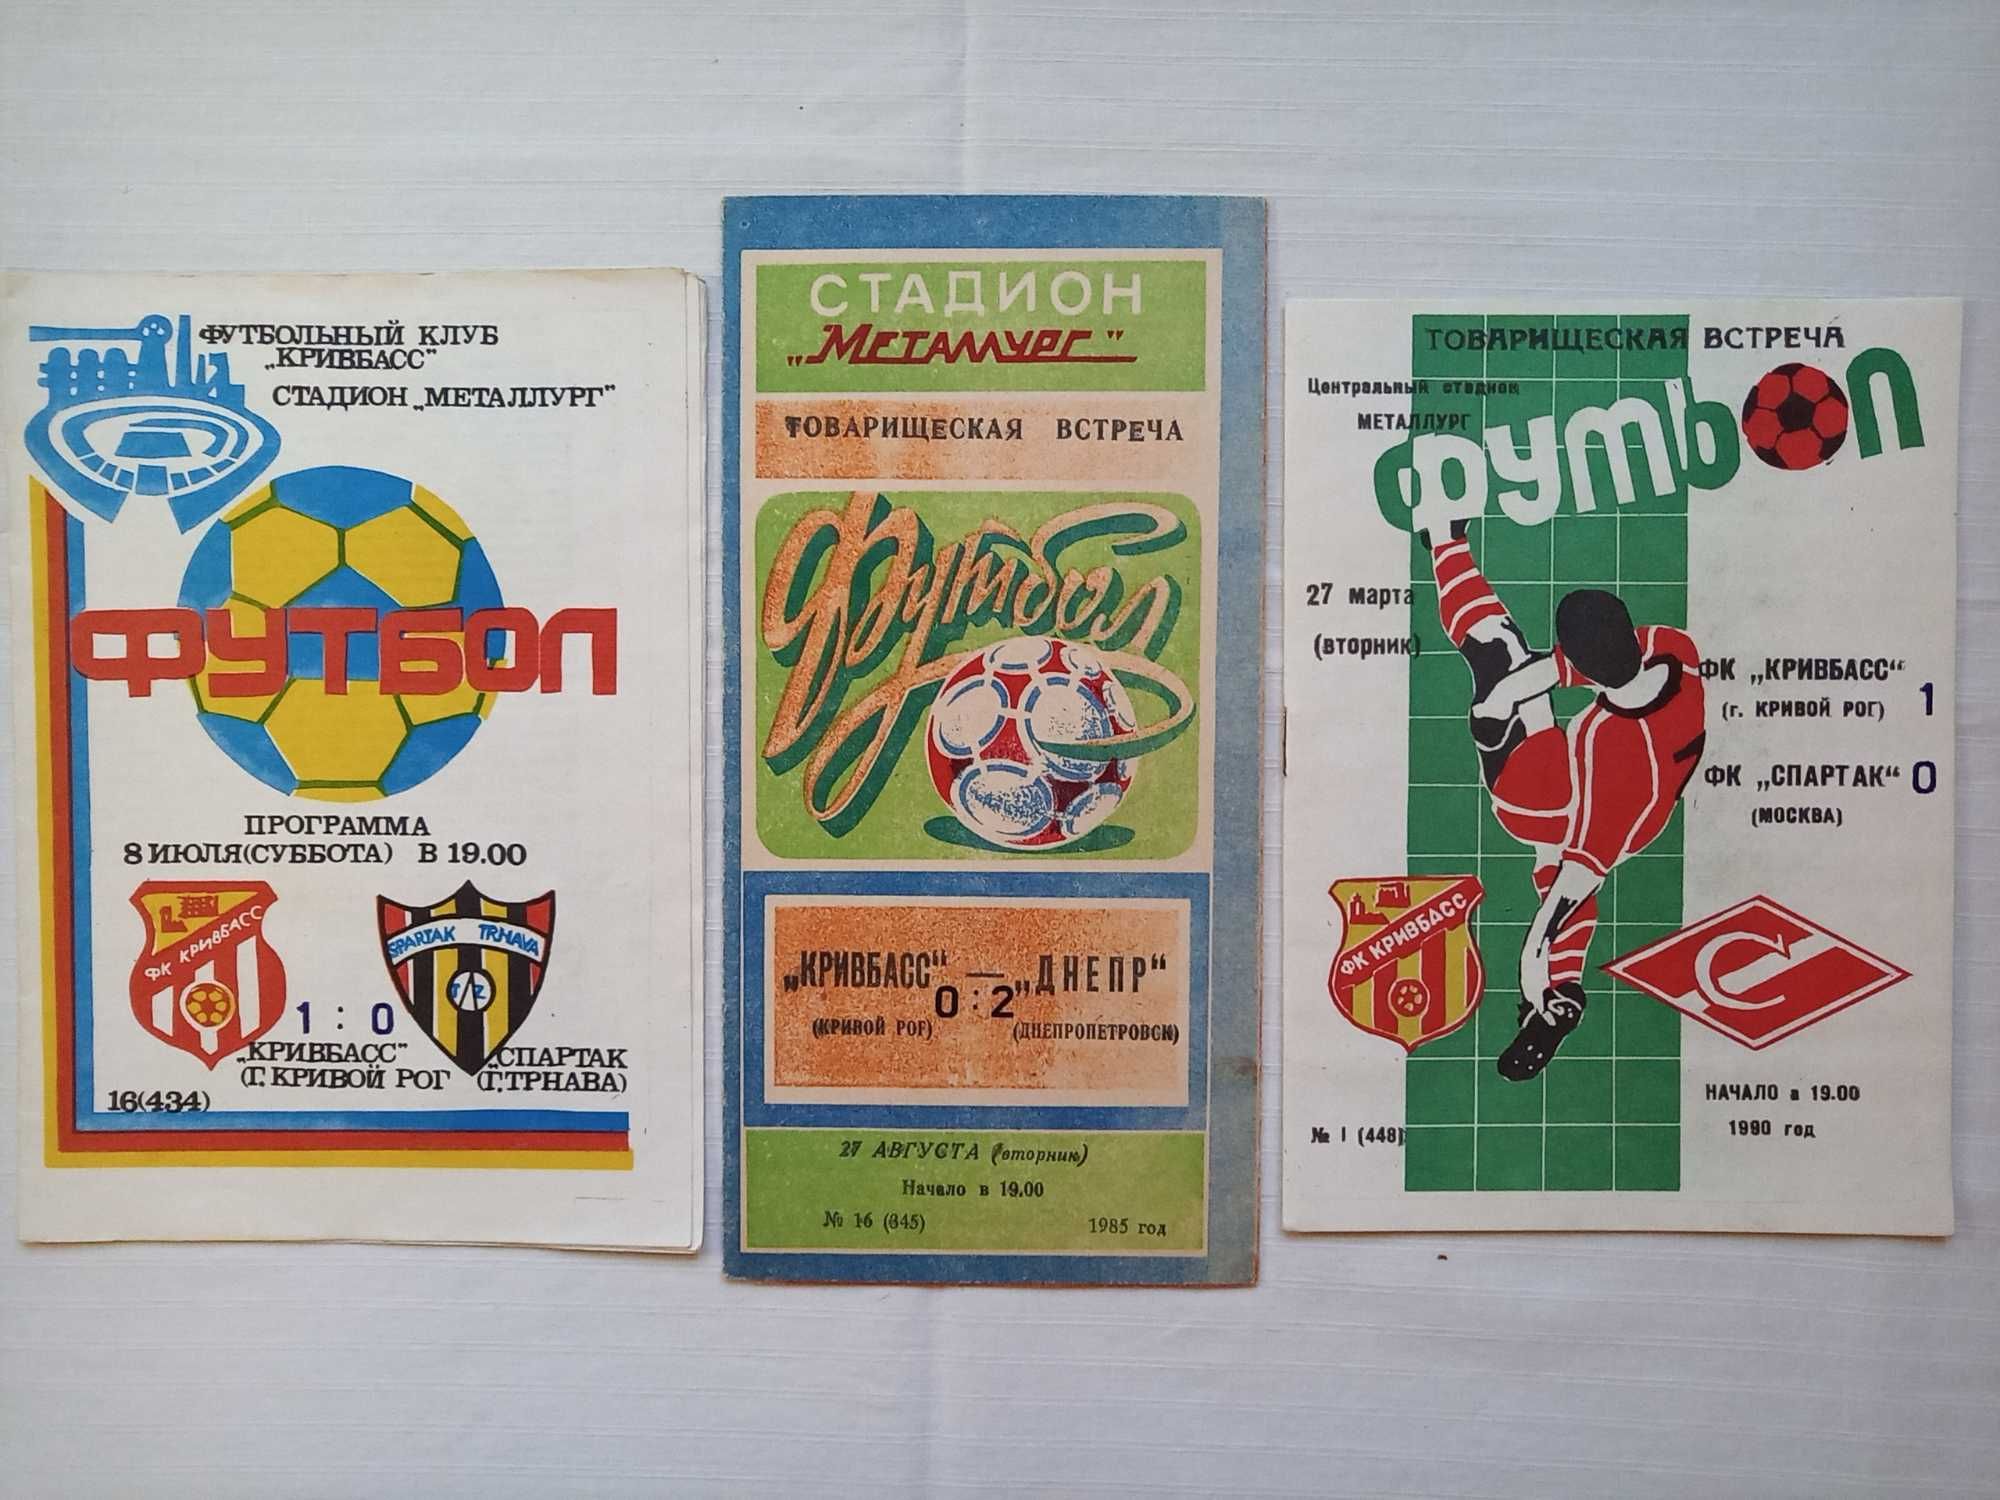 ФУТБОЛЬНЫЙ КЛУБ
„КРИВБАСС"
СТАДИОН „МЕТАЛЛУРГ"
ФУТБОЛ
ПРОГРАММА
8 ИЮЛЯ(СУББОТА) В 19.00
ФК КРИВБАСС
SPARTAK TRNAVA
TZ
1 : 0
„КРИВБАСС"
(Г. КРИВОЙ РОГ
„СПАРТАК
(Г.ТРНАВА)
16(434)
СТАДИОН
„МЕТАЛЛУРГ"
ТОВАРИЩЕСКАЯ ВСТРЕЧА
Футбол
„КРИВБАСС" — „ДНЕПР"
0 : 2
(КРИВОЙ РОГ) (ДНЕПРОПЕТРОВСК)
27 АВГУСТА (вторник)
Начало в 19.00
№ 16 (345) 1985 год
ТОВАРИЩЕСКАЯ ВСТРЕЧА
Центральный стадион
МЕТАЛЛУРГ
ФУТБОЛ
27 марта
(вторник)
ФК „КРИВБАСС" 1
(г. КРИВОЙ РОГ)
ФК „СПАРТАК" 0
(МОСКВА)
ФК КРИВБАСС
С
НАЧАЛО в 19.00
1990 год
№ 1 (448)